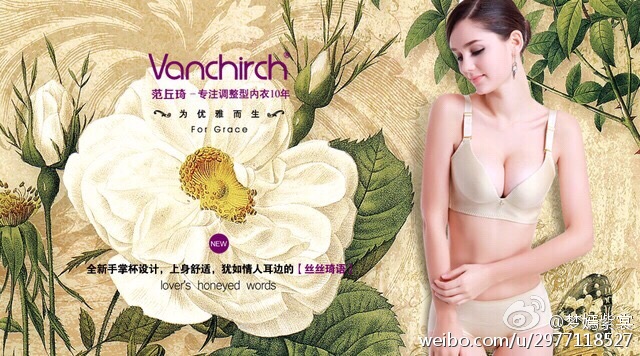 Vanchirch®
范丘琦－专注调整型内衣10年
为优雅而生
For Grace
NEW
全新手掌杯设计，上身舒适，犹如情人耳边的【丝丝琦语】
lover's honeyed words
@梦嫣紫裳
weibo.com/u/2977118527